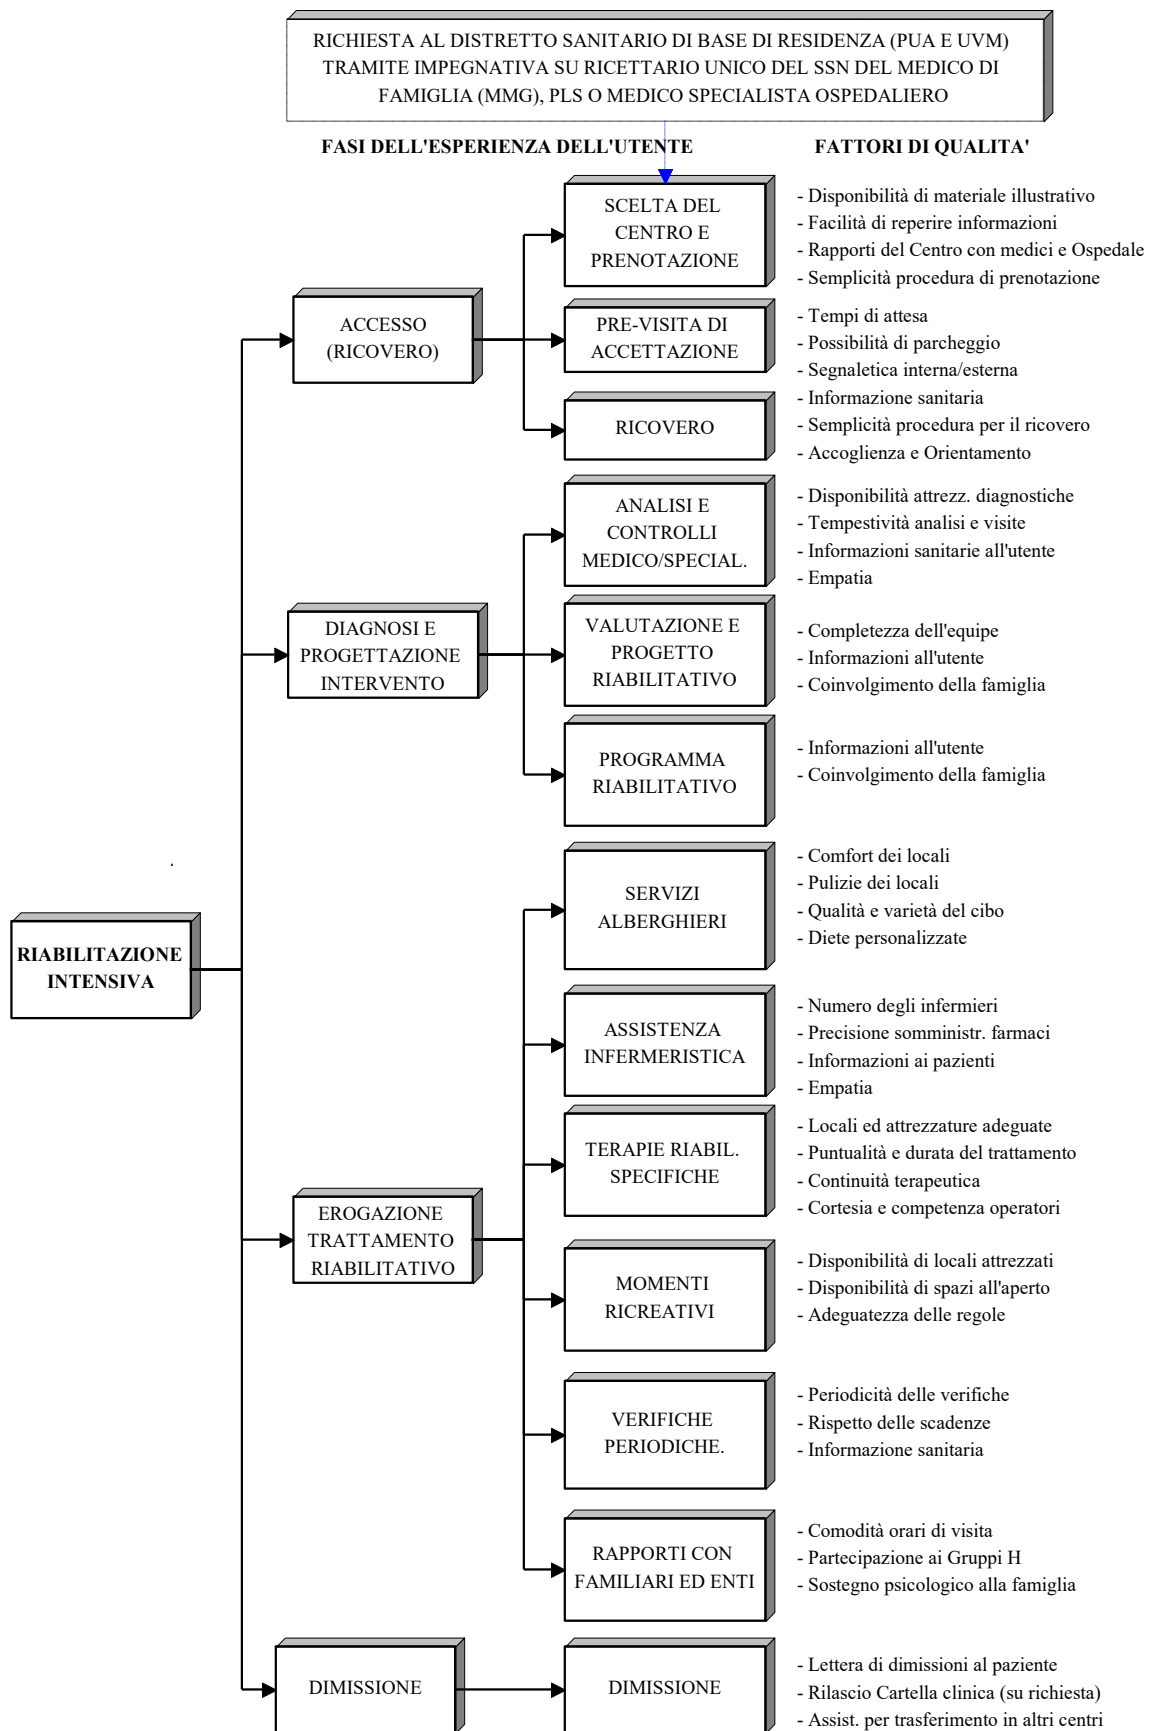 RICHIESTA AL DISTRETTO SANITARIO DI BASE DI RESIDENZA (PUA E UVM)
TRAMITE IMPEGNATIVA SU RICETTARIO UNICO DEL SSN DEL MEDICO DI
FAMIGLIA (MMG), PLS O MEDICO SPECIALISTA OSPEDALIERO
FASI DELL'ESPERIENZA DELL'UTENTE
FATTORI DI QUALITA'
RIABILITAZIONE
INTENSIVA
ACCESSO
(RICOVERO)
SCELTA DEL
CENTRO E
PRENOTAZIONE
- Disponibilità di materiale illustrativo
- Facilità di reperire informazioni
- Rapporti del Centro con medici e Ospedale
- Semplicità procedura di prenotazione
PRE-VISITA DI
ACCETTAZIONE
- Tempi di attesa
- Possibilità di parcheggio
- Segnaletica interna/esterna
- Informazione sanitaria
RICOVERO
- Semplicità procedura per il ricovero
- Accoglienza e Orientamento
DIAGNOSI E
PROGETTAZIONE
INTERVENTO
ANALISI E
CONTROLLI
MEDICO/SPECIAL.
- Disponibilità attrezz. diagnostiche
- Tempestività analisi e visite
- Informazioni sanitarie all'utente
- Empatia
VALUTAZIONE E
PROGETTO
RIABILITATIVO
- Completezza dell'equipe
- Informazioni all'utente
- Coinvolgimento della famiglia
PROGRAMMA
RIABILITATIVO
- Informazioni all'utente
- Coinvolgimento della famiglia
EROGAZIONE
TRATTAMENTO
RIABILITATIVO
SERVIZI
ALBERGHIERI
- Comfort dei locali
- Pulizie dei locali
- Qualità e varietà del cibo
- Diete personalizzate
ASSISTENZA
INFERMERISTICA
- Numero degli infermieri
- Precisione somministr. farmaci
- Informazioni ai pazienti
- Empatia
TERAPIE RIABIL.
SPECIFICHE
- Locali ed attrezzature adeguate
- Puntualità e durata del trattamento
- Continuità terapeutica
- Cortesia e competenza operatori
MOMENTI
RICREATIVI
- Disponibilità di locali attrezzati
- Disponibilità di spazi all'aperto
- Adeguatezza delle regole
VERIFICHE
PERIODICHE.
- Periodicità delle verifiche
- Rispetto delle scadenze
- Informazione sanitaria
RAPPORTI CON
FAMILIARI ED ENTI
- Comodità orari di visita
- Partecipazione ai Gruppi H
- Sostegno psicologico alla famiglia
DIMISSIONE
DIMISSIONE
- Lettera di dimissioni al paziente
- Rilascio Cartella clinica (su richiesta)
- Assist. per trasferimento in altri centri